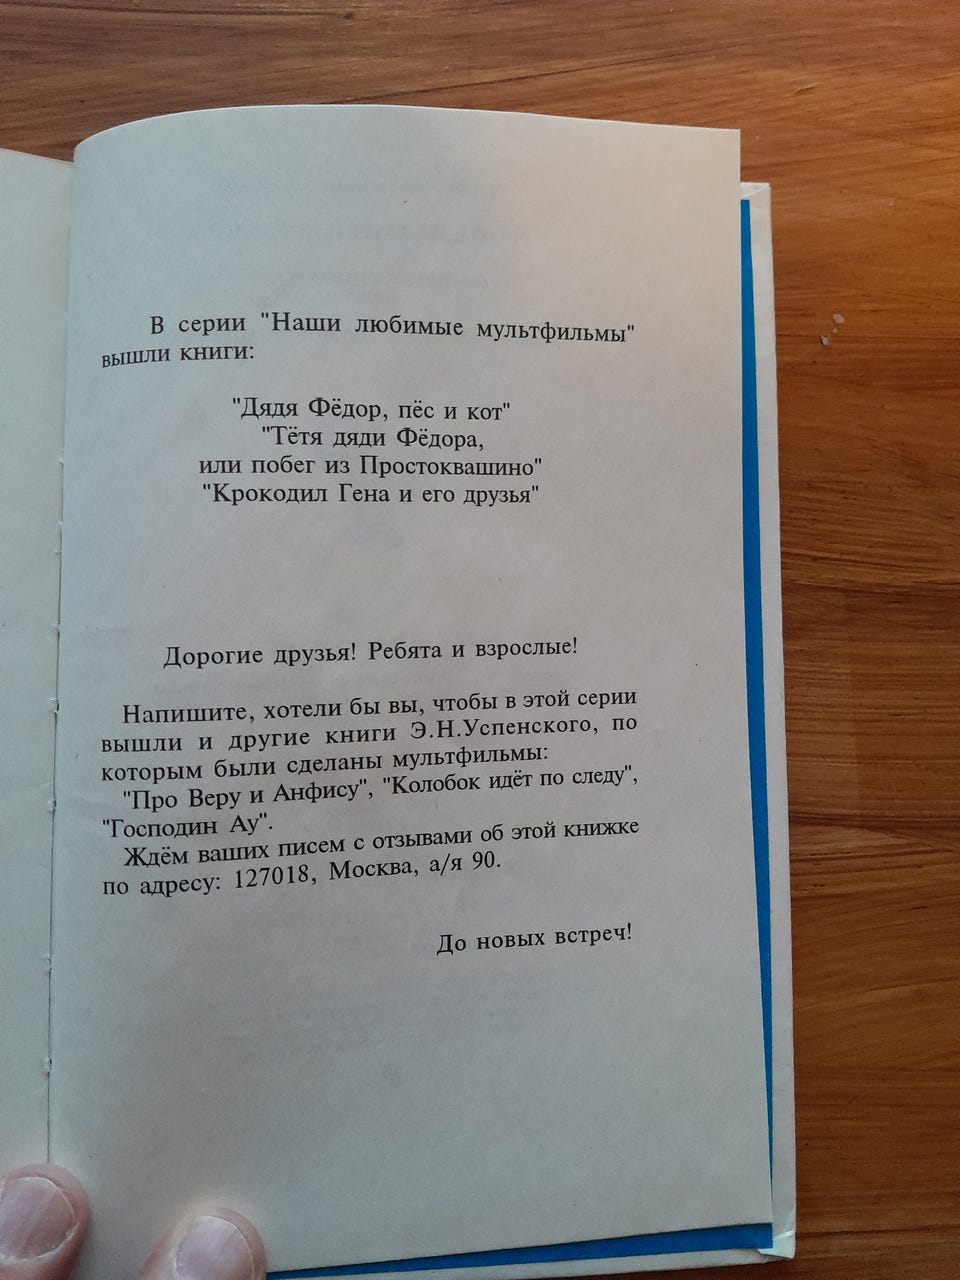 В серии "Наши любимые мультфильмы"
вышли книги:
"Дядя Фёдор, пёс и кот"
"Тётя дяди Фёдора,
или побег из Простоквашино"
"Крокодил Гена и его друзья"
Дорогие друзья! Ребята и взрослые!
Напишите, хотели бы вы, чтобы в этой серии
вышли и другие книги Э.Н.Успенского, по
которым были сделаны мультфильмы:
"Про Веру и Анфису", "Колобок идёт по следу",
"Господин Ау".
Ждём ваших писем с отзывами об этой книжке
по адресу: 127018, Москва, а/я 90.
До новых встреч!